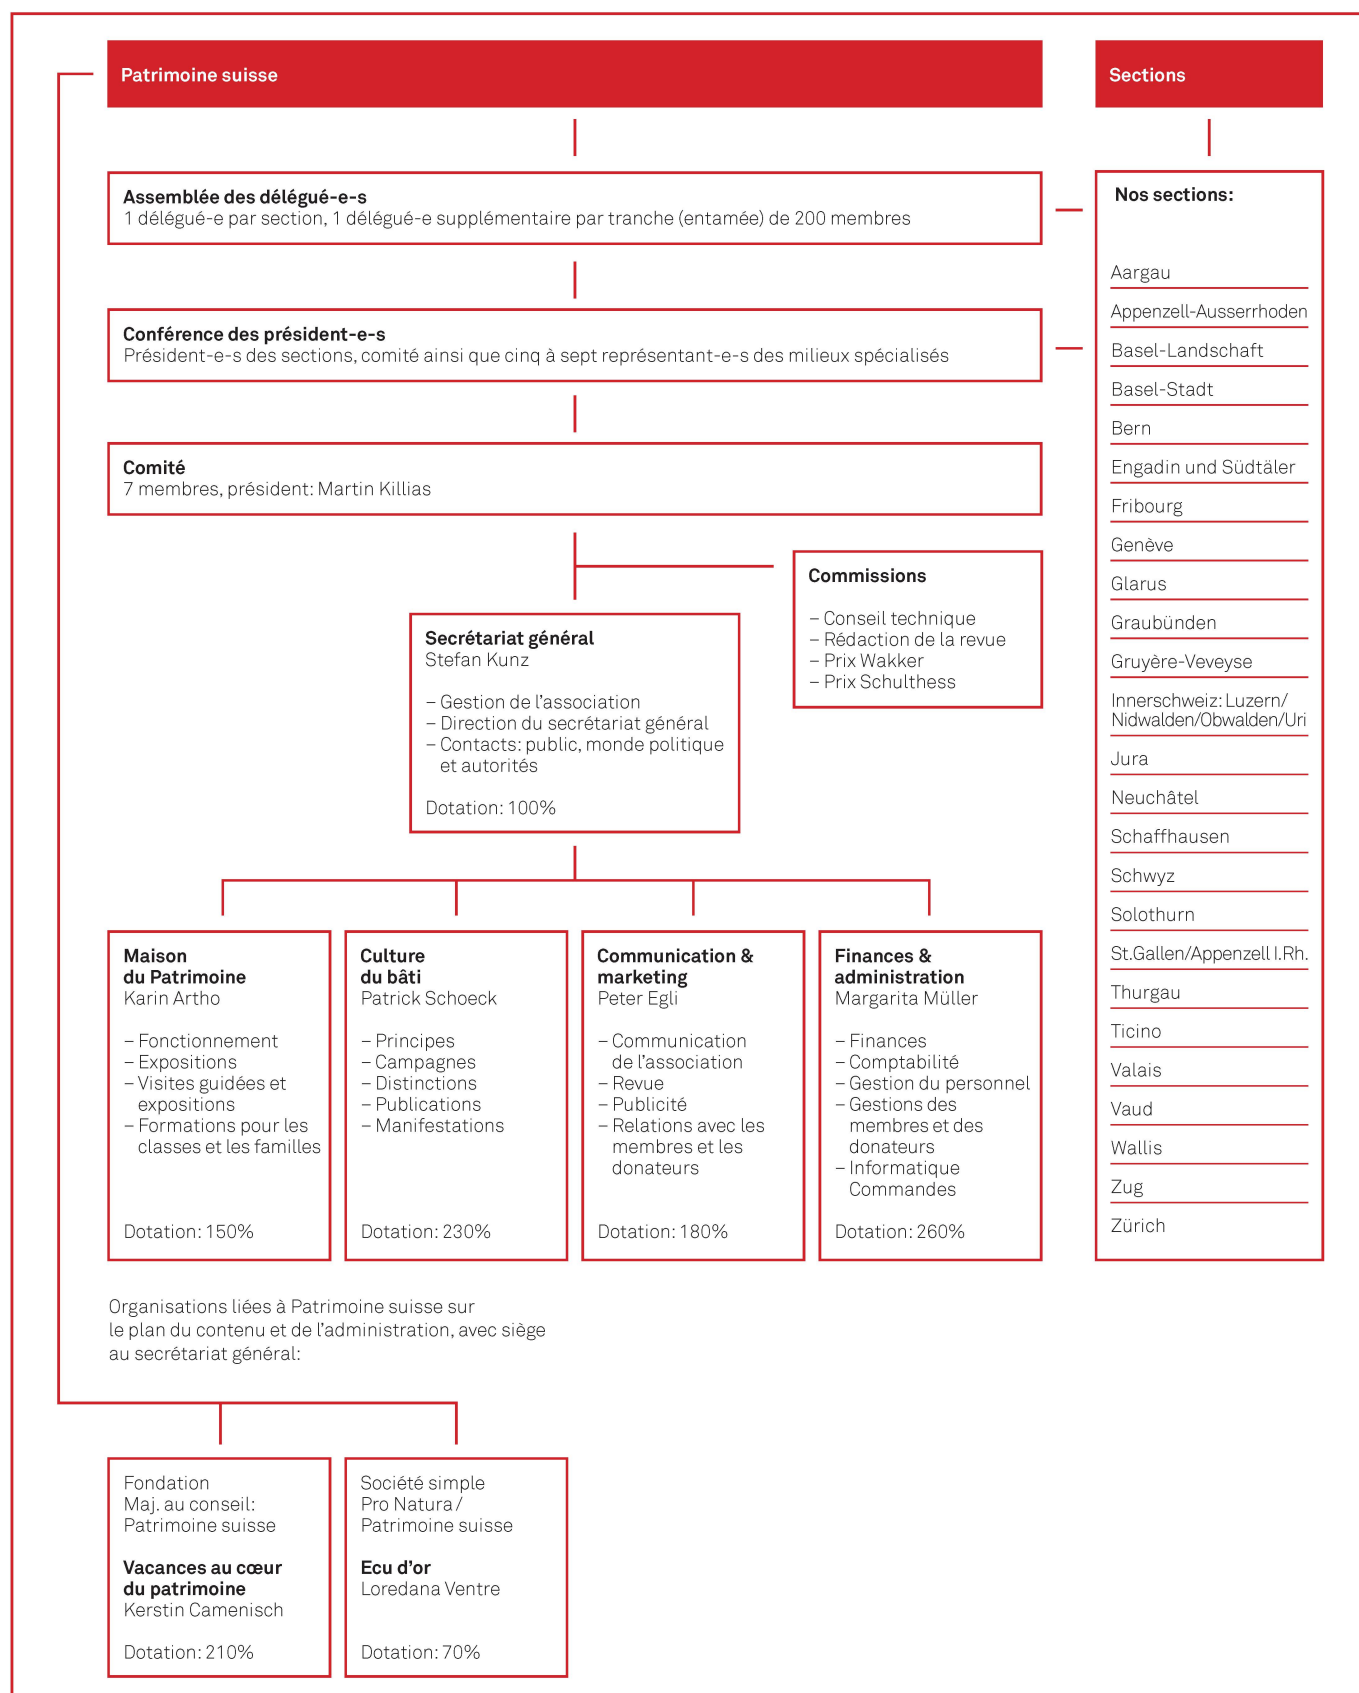 Patrimoine suisse
Assemblée des délégué-e-s
1 délégué-e par section, 1 délégué-e supplémentaire par tranche (entamée) de 200 membres
Conférence des président-e-s
Président-e-s des sections, comité ainsi que cinq à sept représentant-e-s des milieux spécialisés
Comité
7 membres, président: Martin Killias
Commissions
– Conseil technique
– Rédaction de la revue
– Prix Wakker
– Prix Schulthess
Secrétariat général
Stefan Kunz
– Gestion de l’association
– Direction du secrétariat général
– Contacts: public, monde politique
et autorités
Dotation: 100%
Maison
du Patrimoine
Karin Artho
– Fonctionnement
– Expositions
– Visites guidées et
expositions
– Formations pour les
classes et les familles
Dotation: 150%
Culture
du bâti
Patrick Schoeck
– Principes
– Campagnes
– Distinctions
– Publications
– Manifestations
Dotation: 230%
Communication &
marketing
Peter Egli
– Communication
de l’association
– Revue
– Publicité
– Relations avec les
membres et les
donateurs
Dotation: 180%
Finances &
administration
Margarita Müller
– Finances
– Comptabilité
– Gestion du personnel
– Gestions des
membres et des
donateurs
– Informatique
Commandes
Dotation: 260%
Organisations liées à Patrimoine suisse sur
le plan du contenu et de l’administration, avec siège
au secrétariat général:
Fondation
Maj. au conseil:
Patrimoine suisse
Vacances au cœur
du patrimoine
Kerstin Camenisch
Dotation: 210%
Société simple
Pro Natura /
Patrimoine suisse
Ecu d’or
Loredana Ventre
Dotation: 70%
Sections
Nos sections:
Aargau
Appenzell-Ausserrhoden
Basel-Landschaft
Basel-Stadt
Bern
Engadin und Südtäler
Fribourg
Genève
Glarus
Graubünden
Gruyère-Veveyse
Innerschweiz: Luzern/
Nidwalden/Obwalden/Uri
Jura
Neuchâtel
Schaffhausen
Schwyz
Solothurn
St.Gallen/Appenzell I.Rh.
Thurgau
Ticino
Valais
Vaud
Wallis
Zug
Zürich